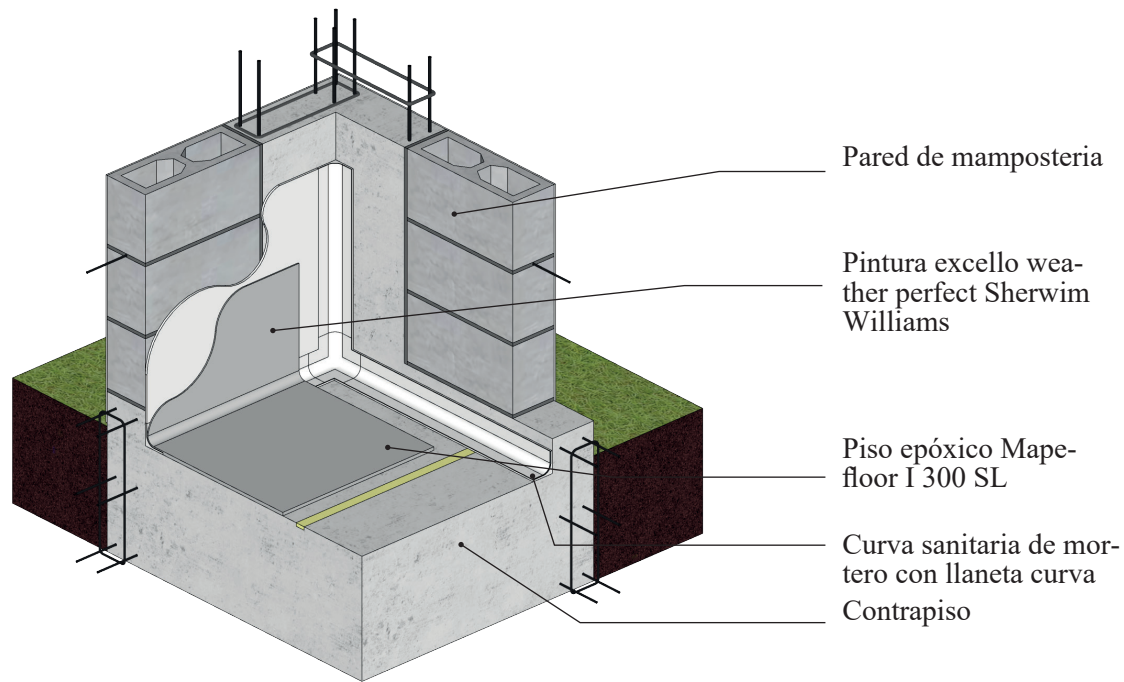 Pared de mamposteria
Pintura excello wea-
ther perfect Sherwim
Williams
Piso epóxico Mape-
floor I 300 SL
Curva sanitaria de mor-
tero con llaneta curva
Contrapiso